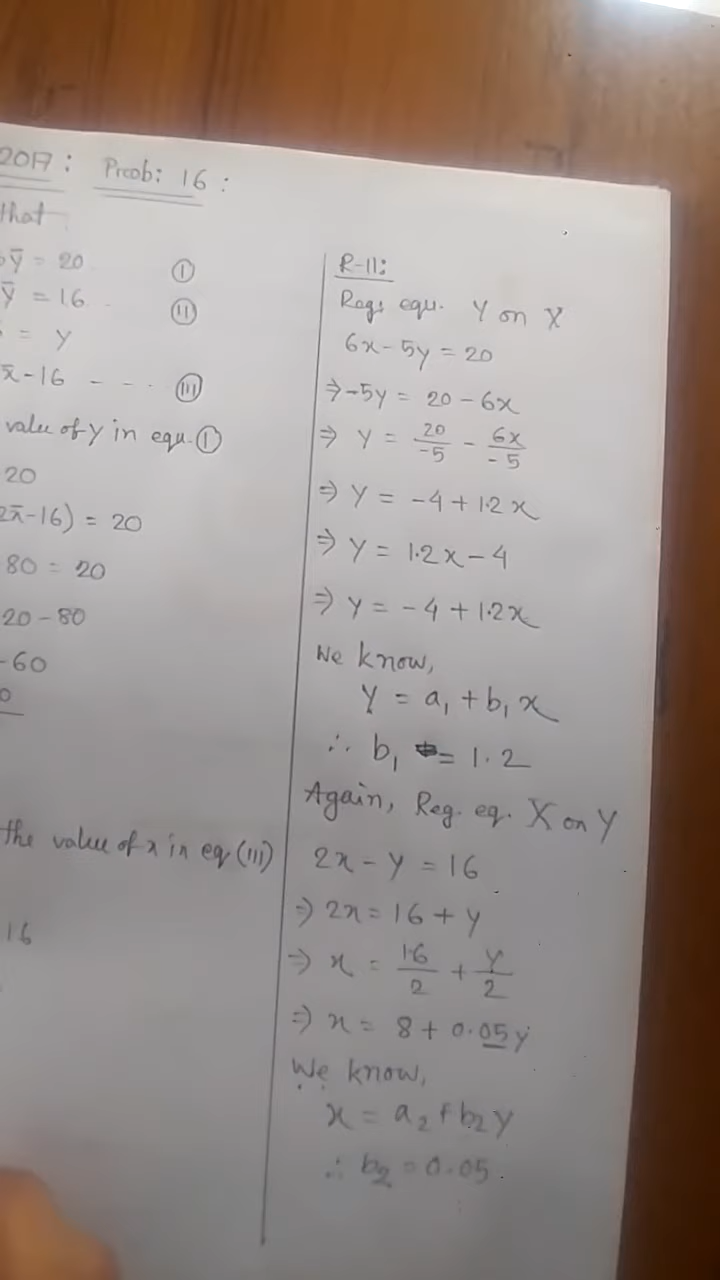 2017: Prob: 16:
that
5ȳ = 20 (I)
ȳ = 16 (II)
= y
x̄-16 - - - (III)
value of y in equ. (I)
20
2x̄-16) = 20
80 = 20
20-80
-60
0
the value of x in eq (III)
16
R-11:
Reg: equ. Y on X
6x-5y = 20
⇒ -5y = 20-6x
⇒ y = 20/-5 - 6x/-5
⇒ y = -4+1.2x
⇒ y = 1.2x-4
⇒ y = -4+1.2x
We know,
y = a₁+b₁x
∴ b₁ = 1.2
Again, Reg. eq. X on Y
2x-y = 16
⇒ 2x = 16+y
⇒ x = 16/2 + y/2
⇒ x = 8+0.05y
We know,
x = a₂+b₂y
∴ b₂ = 0.05